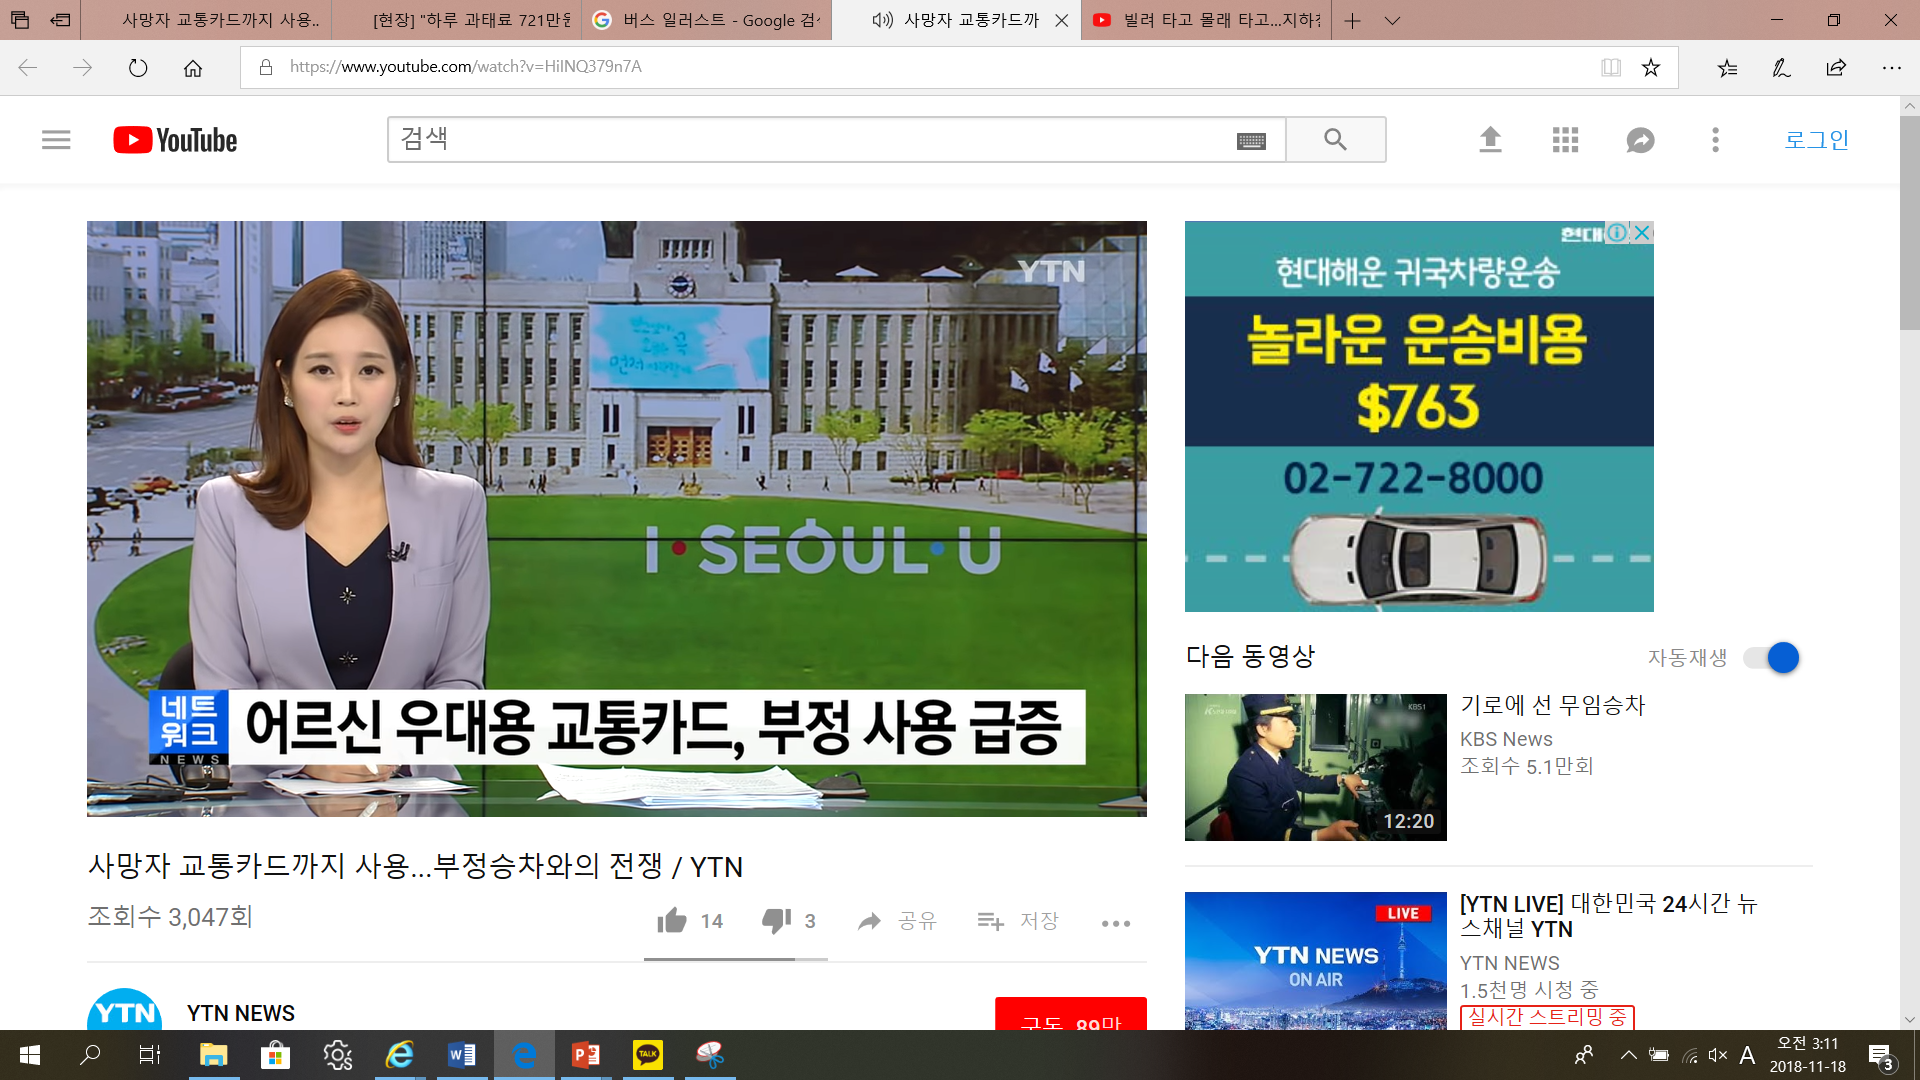 사망자 교통카드까지 사용..
[현장] "하루 과태료 721만원
버스 일러스트 - Google 검색
사망자 교통카드까
빌려 타고 몰래 타고...지하철
https://www.youtube.com/watch?v=HiINQ379n7A
YouTube
검색
로그인
YTN
I·SEOUL·U
네트워크
NEWS
어르신 우대용 교통카드, 부정 사용 급증
현대해운 귀국차량운송
놀라운 운송비용
$763
02-722-8000
다음 동영상
자동재생
KBS1
12:20
기로에 선 무임승차
KBS News
조회수 5.1만회
사망자 교통카드까지 사용...부정승차와의 전쟁 / YTN
조회수 3,047회
14
3
공유
저장
LIVE
YTN NEWS
ON AIR
[YTN LIVE] 대한민국 24시간 뉴
스채널 YTN
YTN NEWS
1.5천명 시청 중
실시간 스트리밍 중
YTN
YTN NEWS
구독 89만
TALK
A
오전 3:11
2018-11-18
3